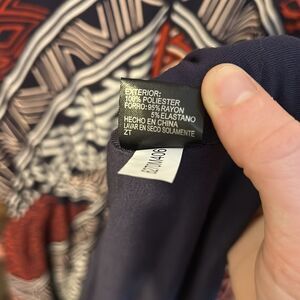 EXTERIOR:
100% POLIESTER
FORRO: 95% RAYON
5% ELASTANO
HECHO EN CHINA
LAVAR EN SECO SOLAMENTE
ZT